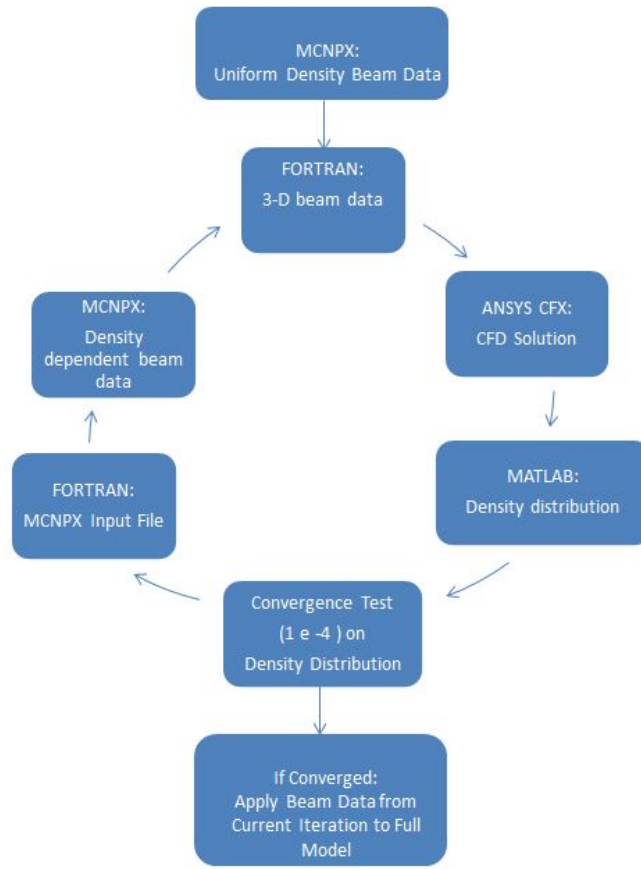 MCNPX:
Uniform Density Beam Data
FORTRAN:
3-D beam data
ANSYS CFX:
CFD Solution
MATLAB:
Density distribution
Convergence Test
(1 e -4 ) on
Density Distribution
FORTRAN:
MCNPX Input File
MCNPX:
Density
dependent beam
data
If Converged:
Apply Beam Data from
Current Iteration to Full
Model